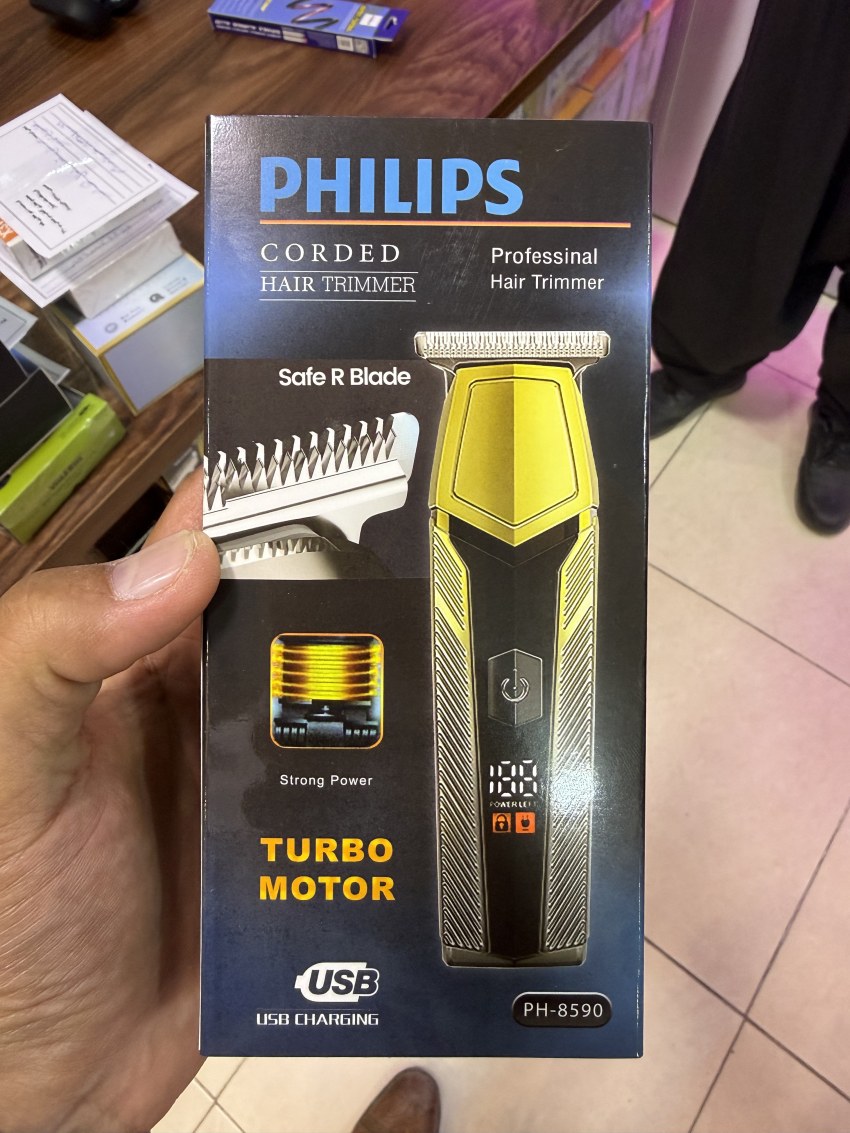 PHILIPS
CORDED
HAIR TRIMMER
Professinal
Hair Trimmer
Safe R Blade
Strong Power
188
POWER LEFT
TURBO
MOTOR
USB
USB CHARGING
PH-8590